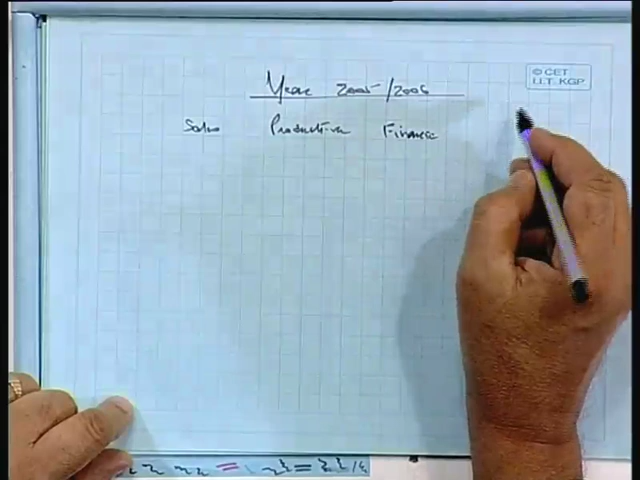 © CET
I.I.T. KGP
Year 2005/2006
Sales Production Finance